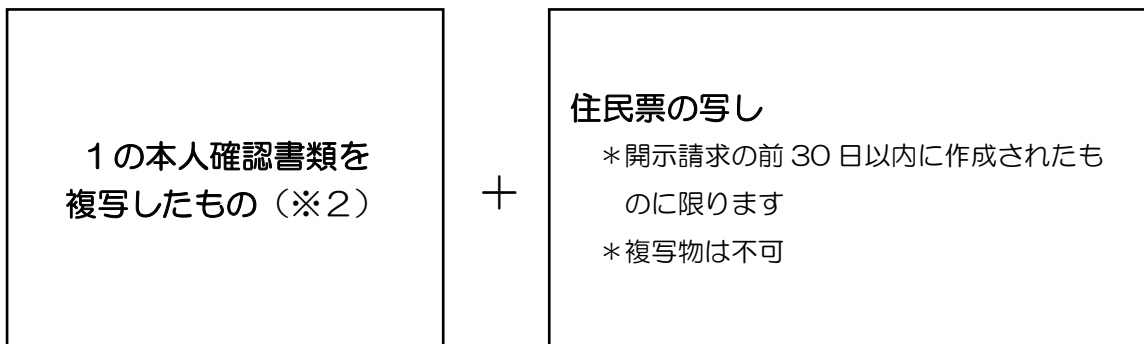 １の本人確認書類を
複写したもの（※２）
＋
住民票の写し
＊開示請求の前 30 日以内に作成されたも
のに限ります
＊複写物は不可